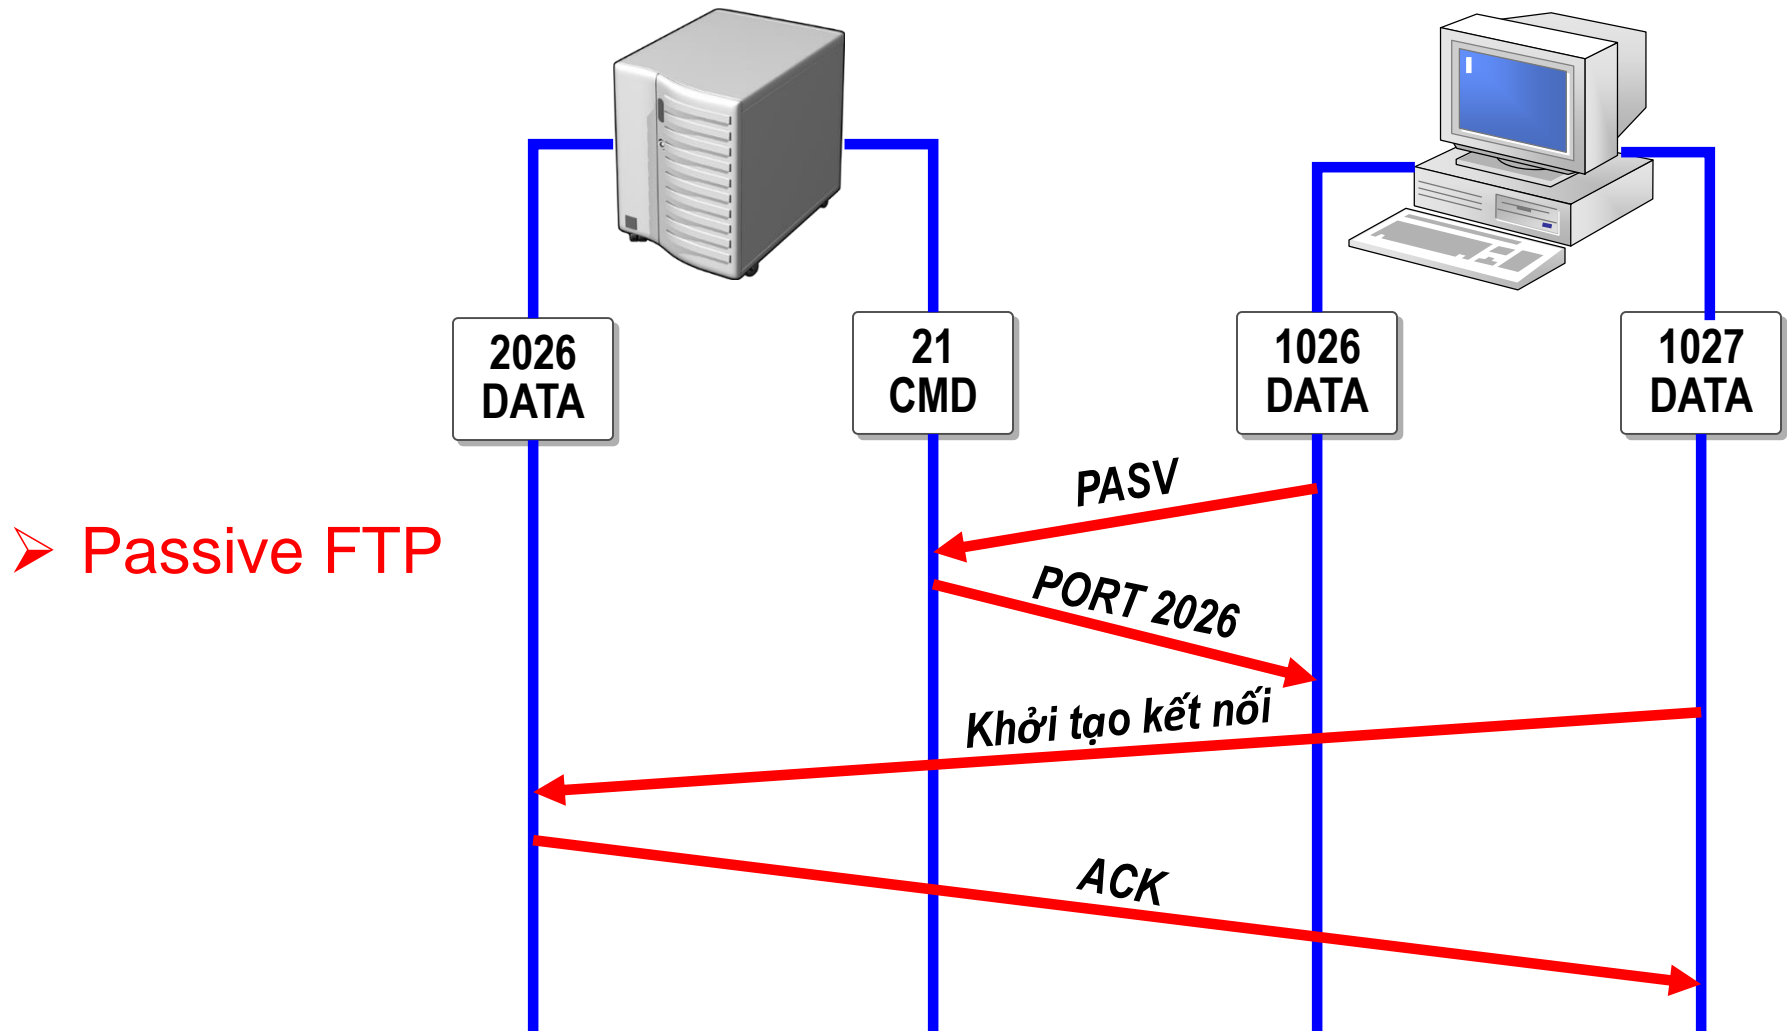 2026
DATA
21
CMD
1026
DATA
1027
DATA
PASV
➢ Passive FTP
PORT 2026
Khởi tạo kết nối
ACK